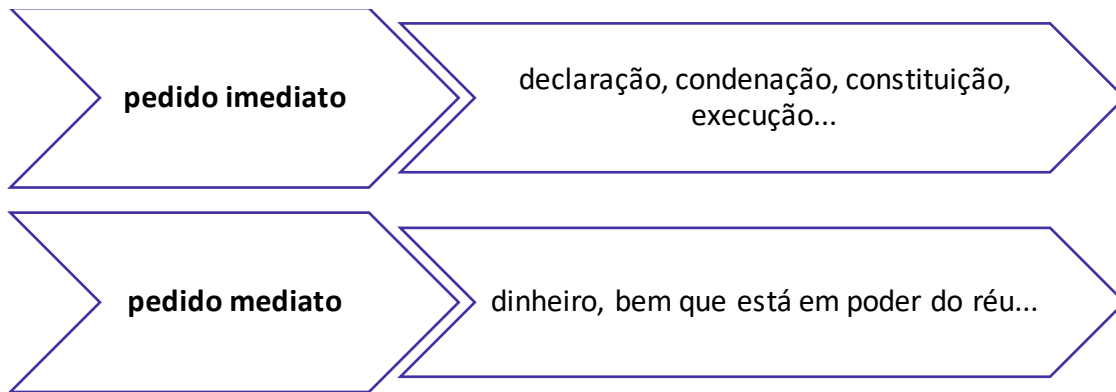 pedido imediato
declaração, condenação, constituição,
execução...
pedido mediato
dinheiro, bem que está em poder do réu...